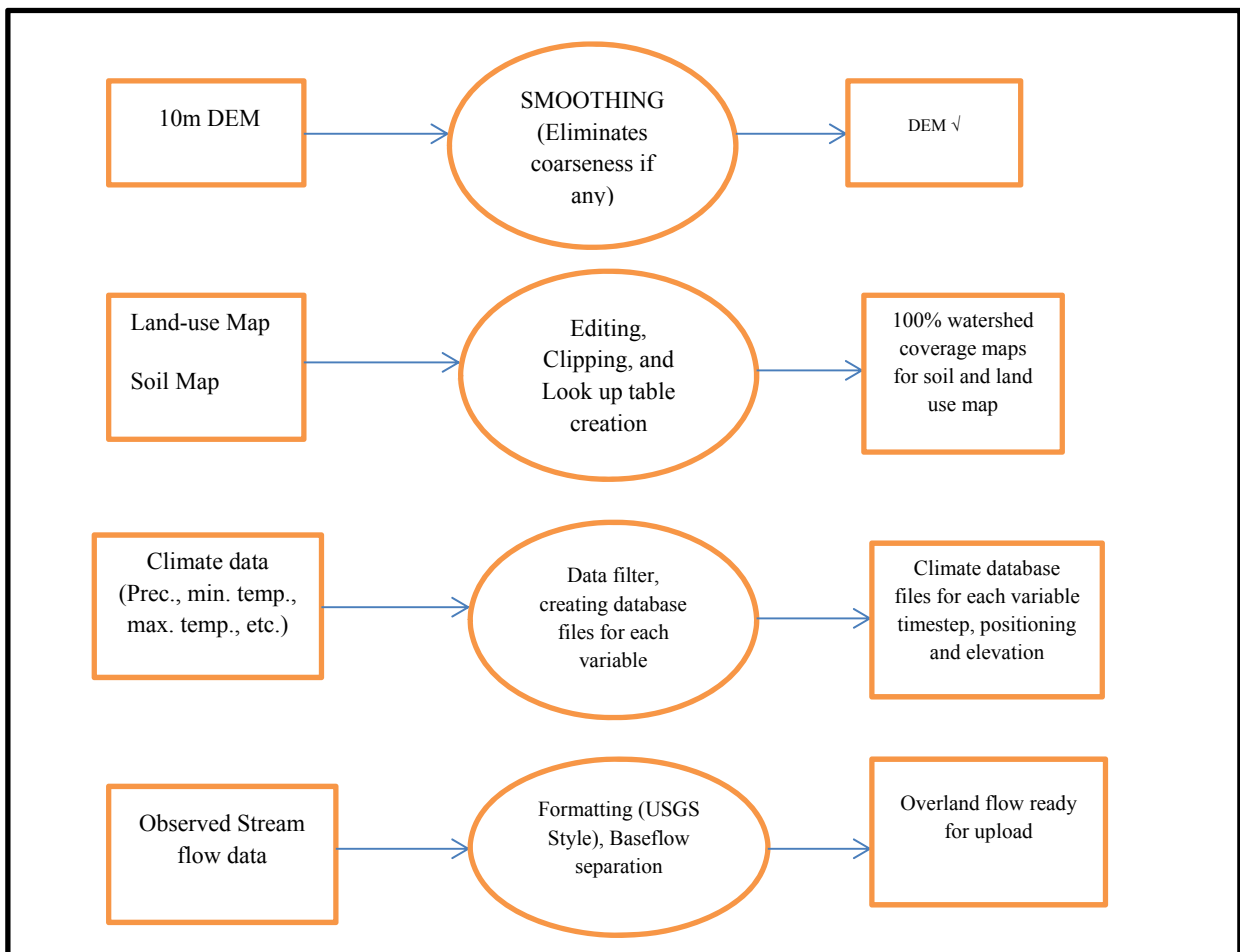 10m DEM
SMOOTHING
(Eliminates
coarseness if
any)
DEM √
Land-use Map
Soil Map
Editing,
Clipping, and
Look up table
creation
100% watershed
coverage maps
for soil and land
use map
Climate data
(Prec., min. temp.,
max. temp., etc.)
Data filter,
creating database
files for each
variable
Climate database
files for each variable
timestep, positioning
and elevation
Observed Stream
flow data
Formatting (USGS
Style), Baseflow
separation
Overland flow ready
for upload